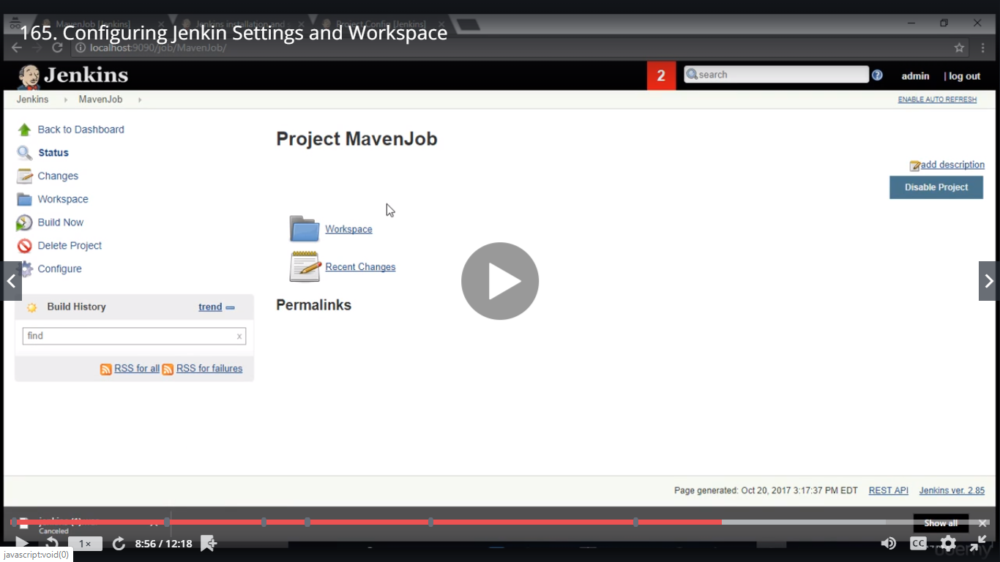 MavenJob [Jenkins]
Jenkins installation and
Project Config [Jenkins]
165. Configuring Jenkin Settings and Workspace
localhost:9090/job/MavenJob/
Jenkins
2
search
admin
| log out
Jenkins
MavenJob
ENABLE AUTO REFRESH
Back to Dashboard
Status
Changes
Workspace
Build Now
Delete Project
Configure
Build History
trend
find
x
RSS for all
RSS for failures
Project MavenJob
add description
Disable Project
Workspace
Recent Changes
Permalinks
Page generated: Oct 20, 2017 3:17:37 PM EDT
REST API
Jenkins ver. 2.85
Canceled
Show all
1×
8:56 / 12:18
CC
udemy
javascript:void(0)